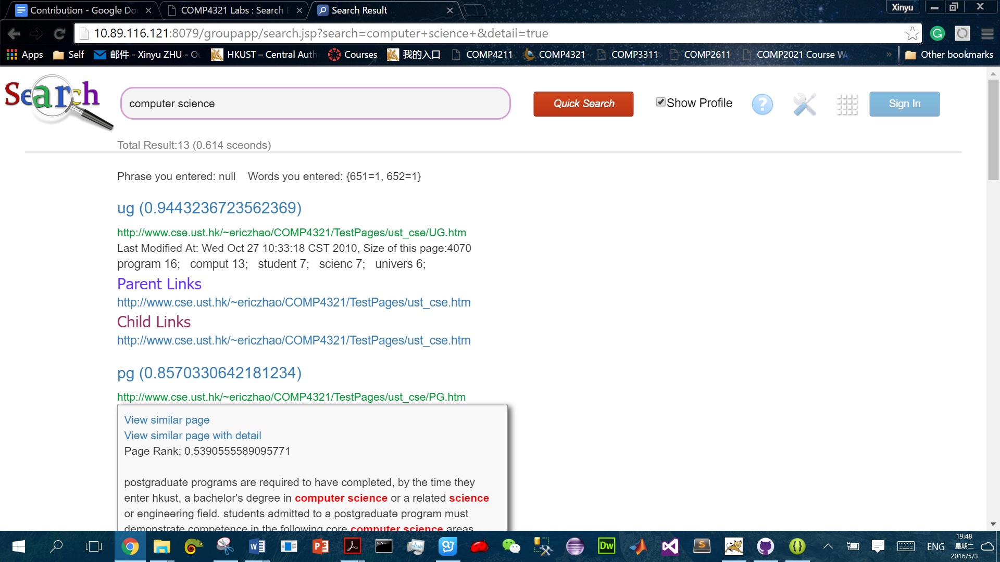 Contribution - Google Do
COMP4321 Labs : Search E
Search Result
Xinyu
10.89.116.121:8079/groupapp/search.jsp?search=computer+science+&detail=true
Apps
Self
邮件 - Xinyu ZHU - Ou
HKUST – Central Auth
Courses
我的入口
COMP4211
COMP4321
COMP3311
COMP2611
COMP2021 Course W
»
Other bookmarks
Search
computer science
Quick Search
Show Profile
?
Sign In
Total Result:13 (0.614 sceonds)
Phrase you entered: null Words you entered: {651=1, 652=1}
ug (0.9443236723562369)
http://www.cse.ust.hk/~ericzhao/COMP4321/TestPages/ust_cse/UG.htm
Last Modified At: Wed Oct 27 10:33:18 CST 2010, Size of this page:4070
program 16; comput 13; student 7; scienc 7; univers 6;
Parent Links
http://www.cse.ust.hk/~ericzhao/COMP4321/TestPages/ust_cse.htm
Child Links
http://www.cse.ust.hk/~ericzhao/COMP4321/TestPages/ust_cse.htm
pg (0.8570330642181234)
http://www.cse.ust.hk/~ericzhao/COMP4321/TestPages/ust_cse/PG.htm
View similar page
View similar page with detail
Page Rank: 0.5390555589095771
postgraduate programs are required to have completed, by the time they
enter hkust, a bachelor's degree in computer science or a related science
or engineering field. students admitted to a postgraduate program must
demonstrate competence in the following core computer science areas
Dw
ENG
19:48
星期二
2016/5/3